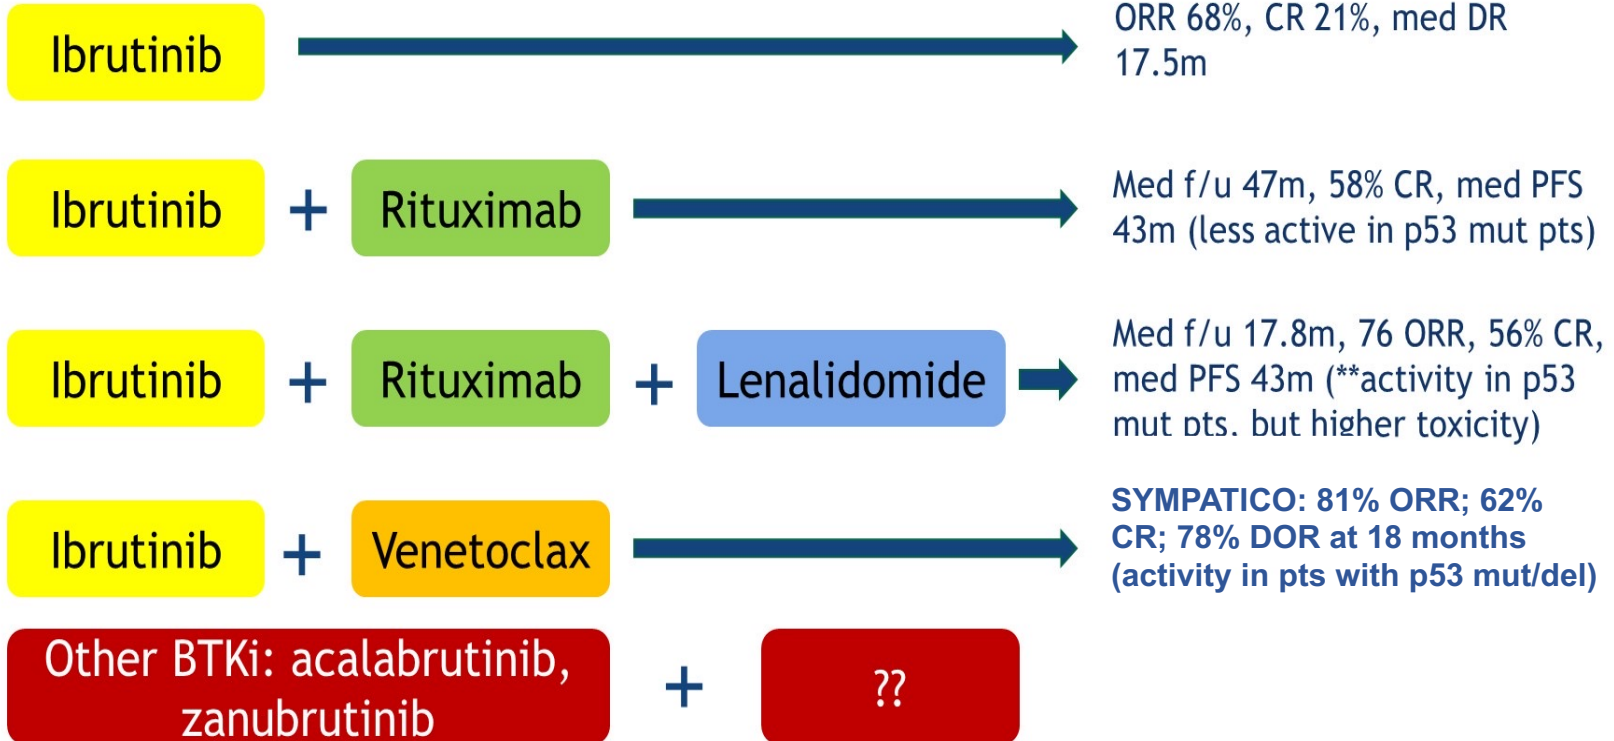 Ibrutinib
ORR 68%, CR 21%, med DR
17.5m
Ibrutinib + Rituximab
Med f/u 47m, 58% CR, med PFS
43m (less active in p53 mut pts)
Ibrutinib + Rituximab + Lenalidomide
Med f/u 17.8m, 76 ORR, 56% CR,
med PFS 43m (**activity in p53
mut pts, but higher toxicity)
Ibrutinib + Venetoclax
SYMPATICO: 81% ORR; 62%
CR; 78% DOR at 18 months
(activity in pts with p53 mut/del)
Other BTKi: acalabrutinib,
zanubrutinib
+ ??